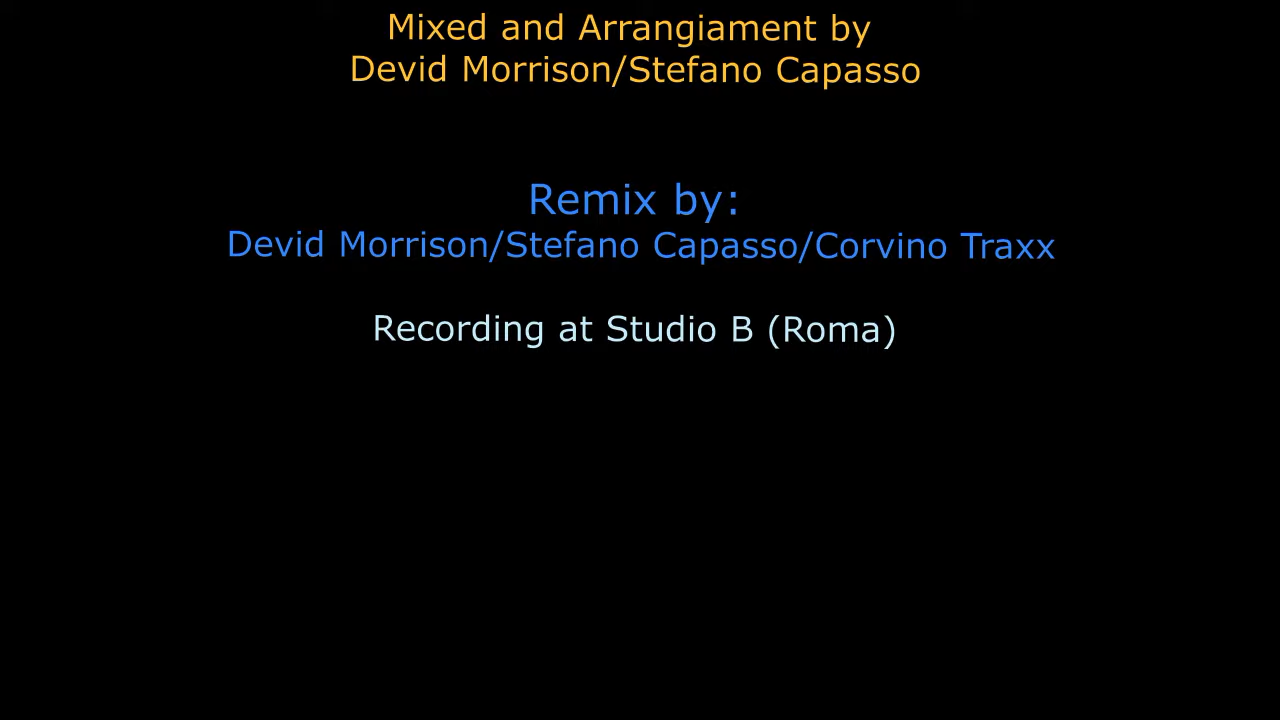 Mixed and Arrangiament by
Devid Morrison/Stefano Capasso
Remix by:
Devid Morrison/Stefano Capasso/Corvino Traxx
Recording at Studio B (Roma)